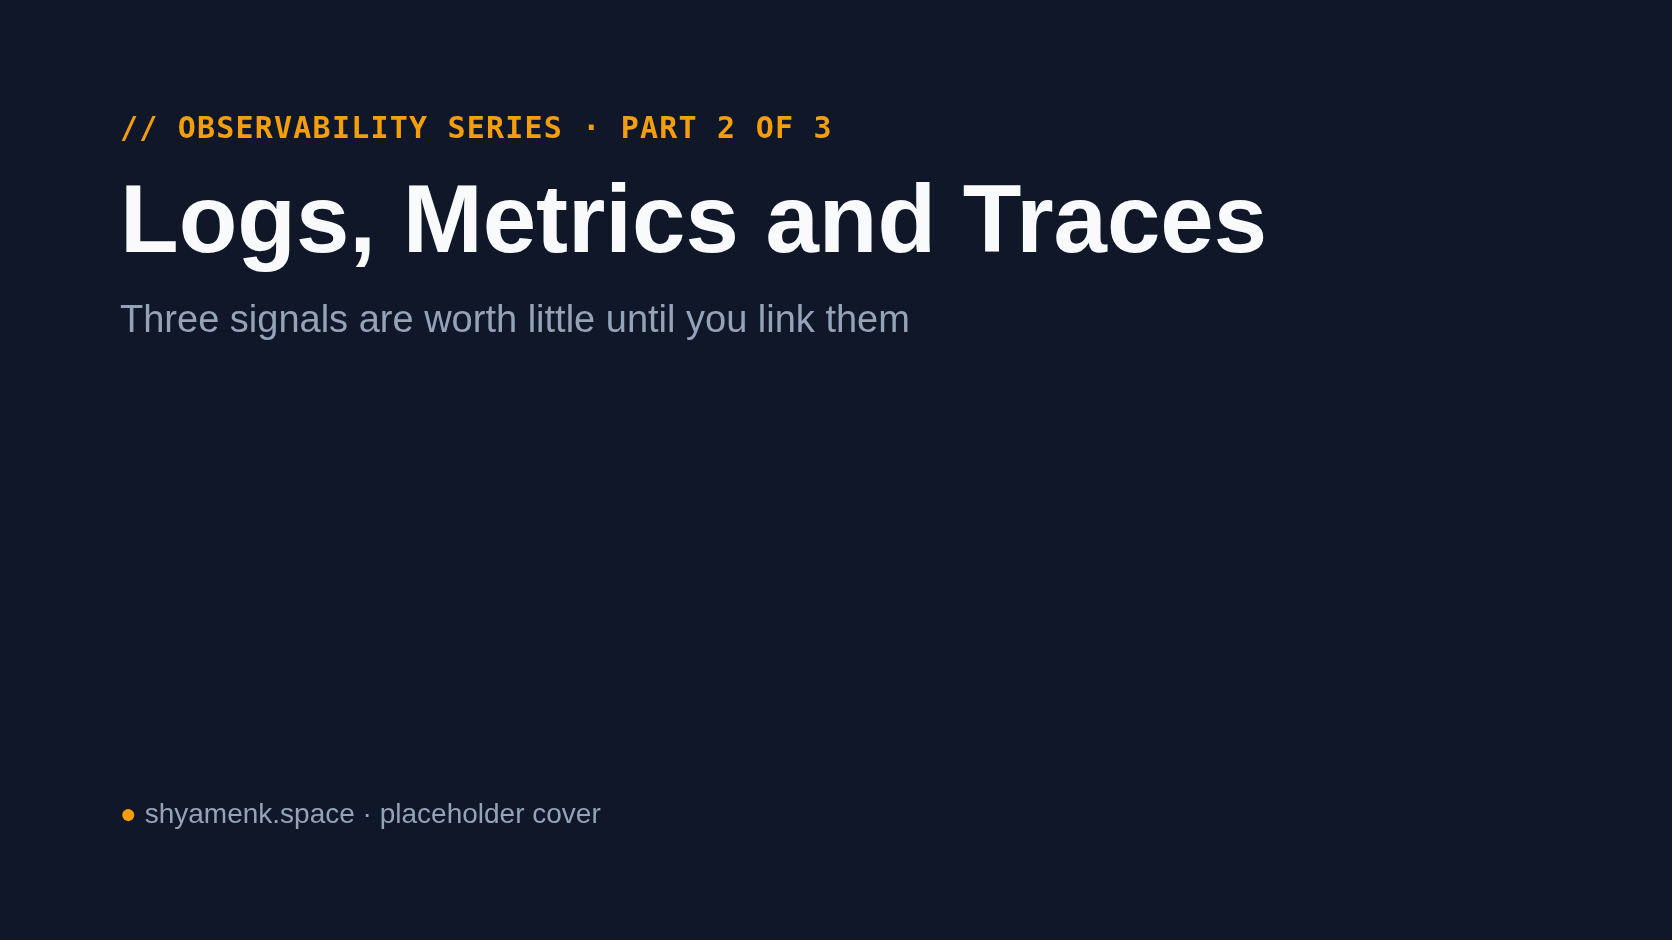 // OBSERVABILITY SERIES · PART 2 OF 3
Logs, Metrics and Traces
Three signals are worth little until you link them
● shyamenk.space · placeholder cover